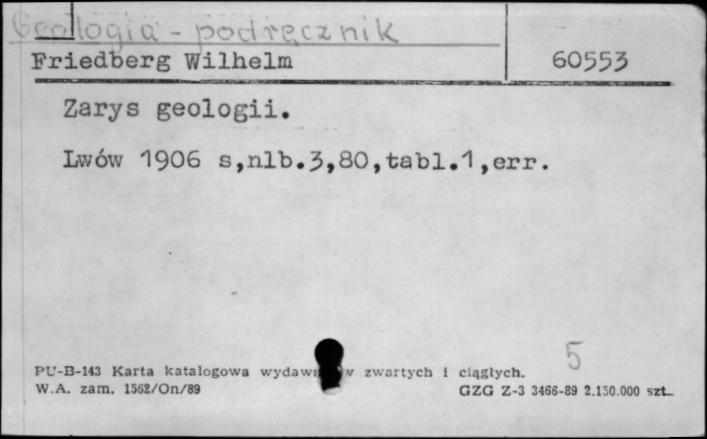 Geologia - podręcznik
Friedberg Wilhelm 60553
Zarys geologii.
Lwów 1906 s,nlb.3,80,tabl.1,err.
5
PU-B-143 Karta katalogowa zwartych i ciągłych.
W.A. zam. 1562/On/89 GZG Z-3 3466-89 2.150.000 szt.